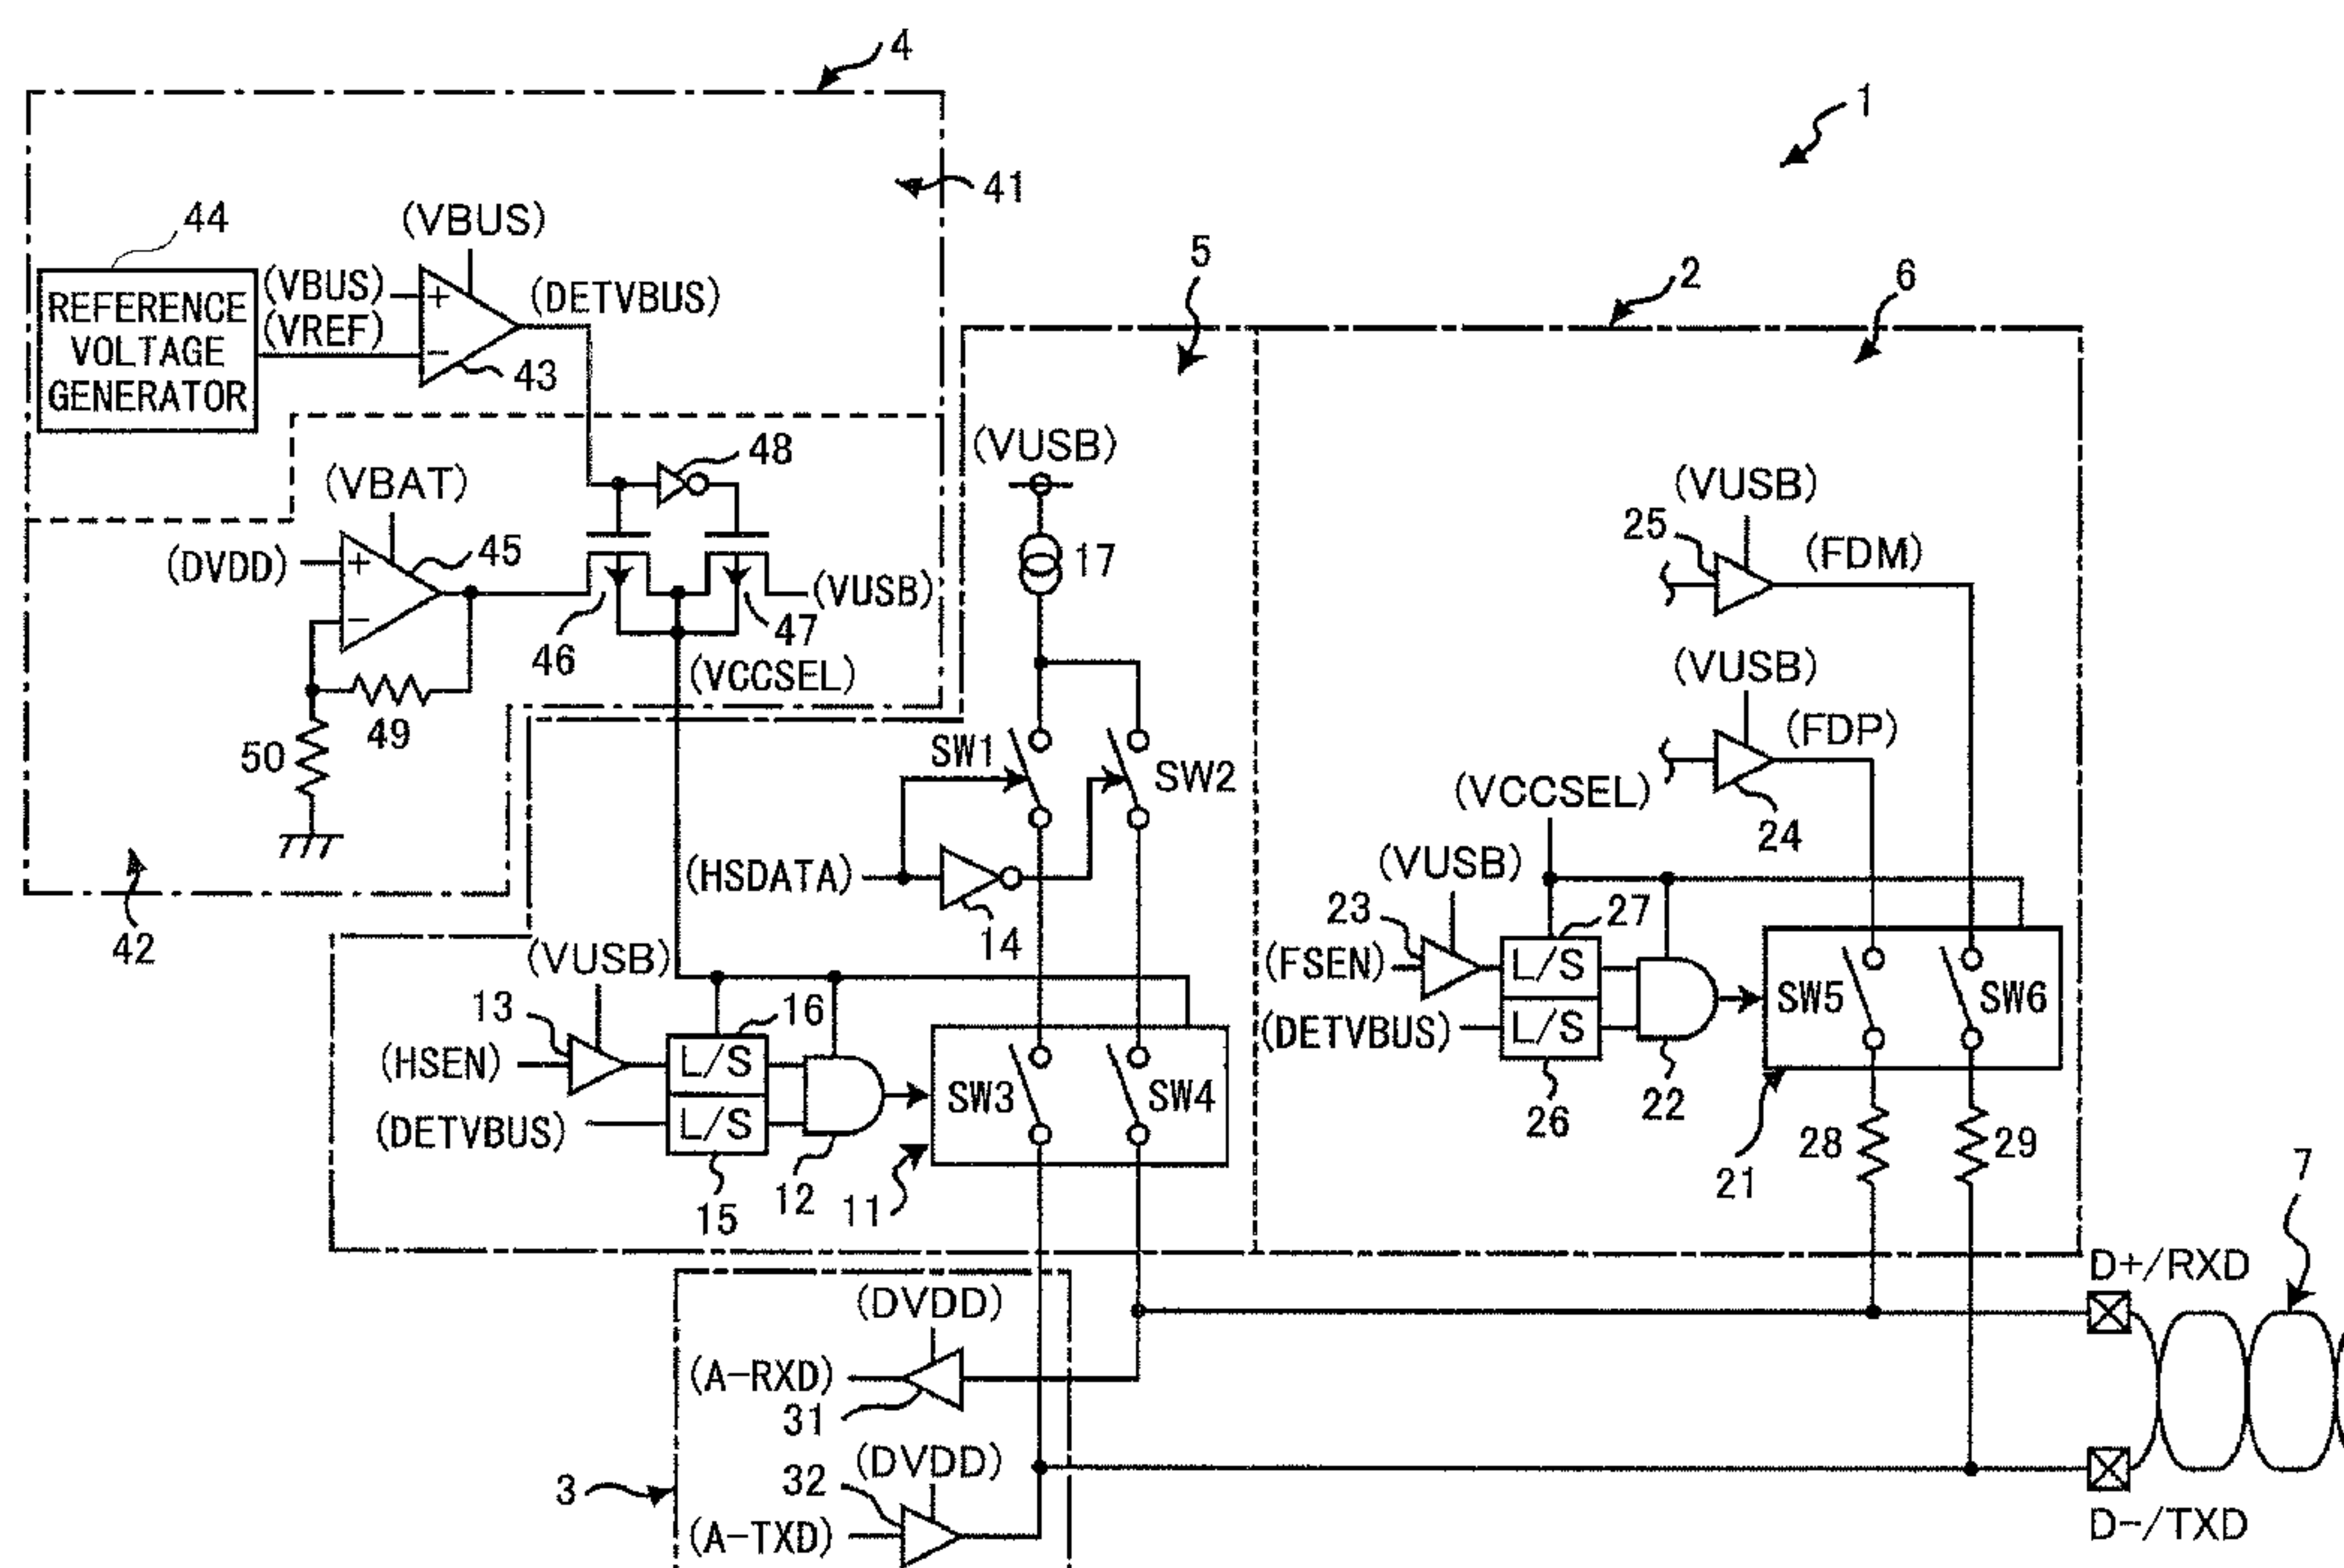 4
1
41
44
(VBUS)
5
2
6
REFERENCE
VOLTAGE
GENERATOR
(VBUS)
(VREF)
+
−
(DETVBUS)
43
48
(VUSB)
(VBAT)
(DVDD)
+
−
45
(VUSB)
17
46
47
(VCCSEL)
49
50
42
(VUSB)
25
(FDM)
(VUSB)
(FDP)
24
SW1
SW2
(HSDATA)
14
(VCCSEL)
(VUSB)
23
27
(FSEN)
L/S
(DETVBUS)
L/S
26
22
SW5
SW6
21
28
29
(VUSB)
13
16
(HSEN)
L/S
(DETVBUS)
L/S
15
12
11
SW3
SW4
7
D+/RXD
(DVDD)
(A-RXD)
31
(DVDD)
32
3
(A-TXD)
D-/TXD